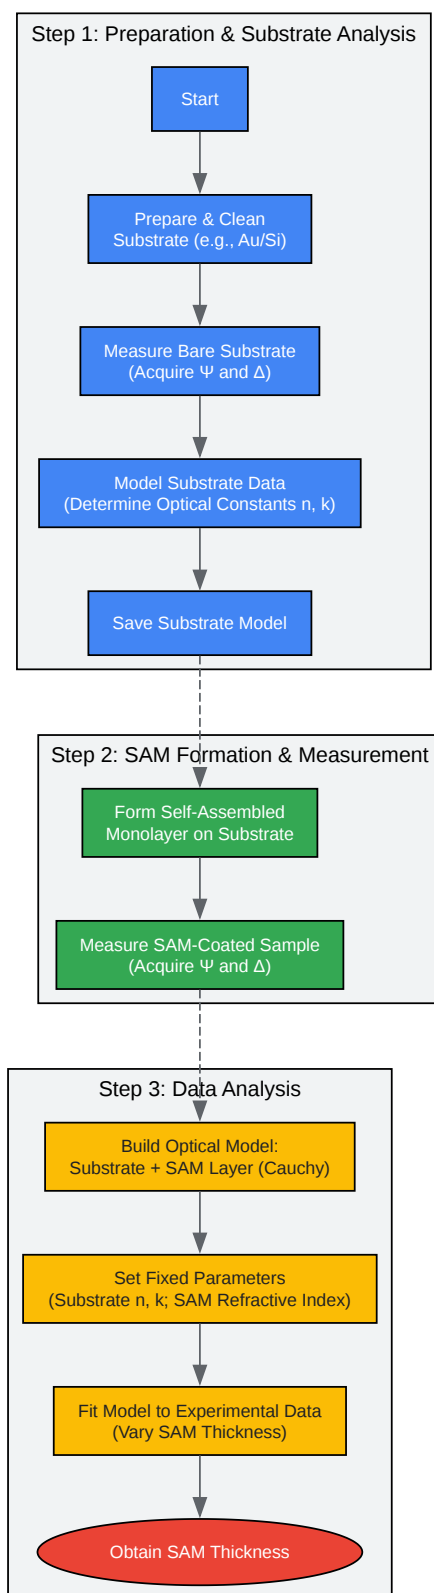 Step 1: Preparation & Substrate Analysis
Start
Prepare & Clean
Substrate (e.g., Au/Si)
Measure Bare Substrate
(Acquire Ψ and Δ)
Model Substrate Data
(Determine Optical Constants n, k)
Save Substrate Model
Step 2: SAM Formation & Measurement
Form Self-Assembled
Monolayer on Substrate
Measure SAM-Coated Sample
(Acquire Ψ and Δ)
Step 3: Data Analysis
Build Optical Model:
Substrate + SAM Layer (Cauchy)
Set Fixed Parameters
(Substrate n, k; SAM Refractive Index)
Fit Model to Experimental Data
(Vary SAM Thickness)
Obtain SAM Thickness